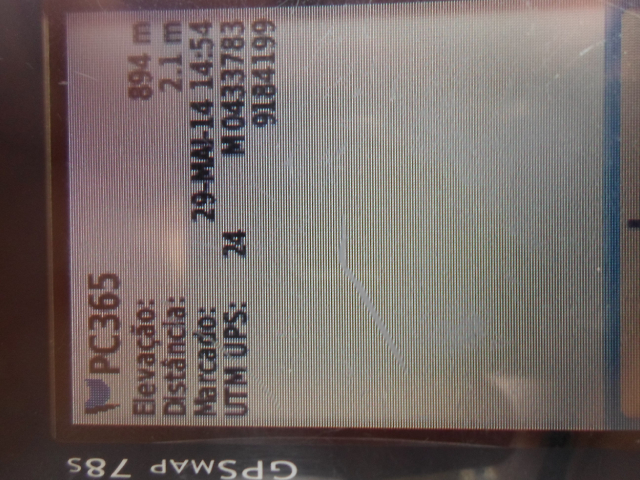 PC365
Elevação: 894 m
Distância: 2.1 m
Marcado: 29-MAI-14 14:54
UTM UPS: 24 M 0433783
9184199
GPSMAP 78S